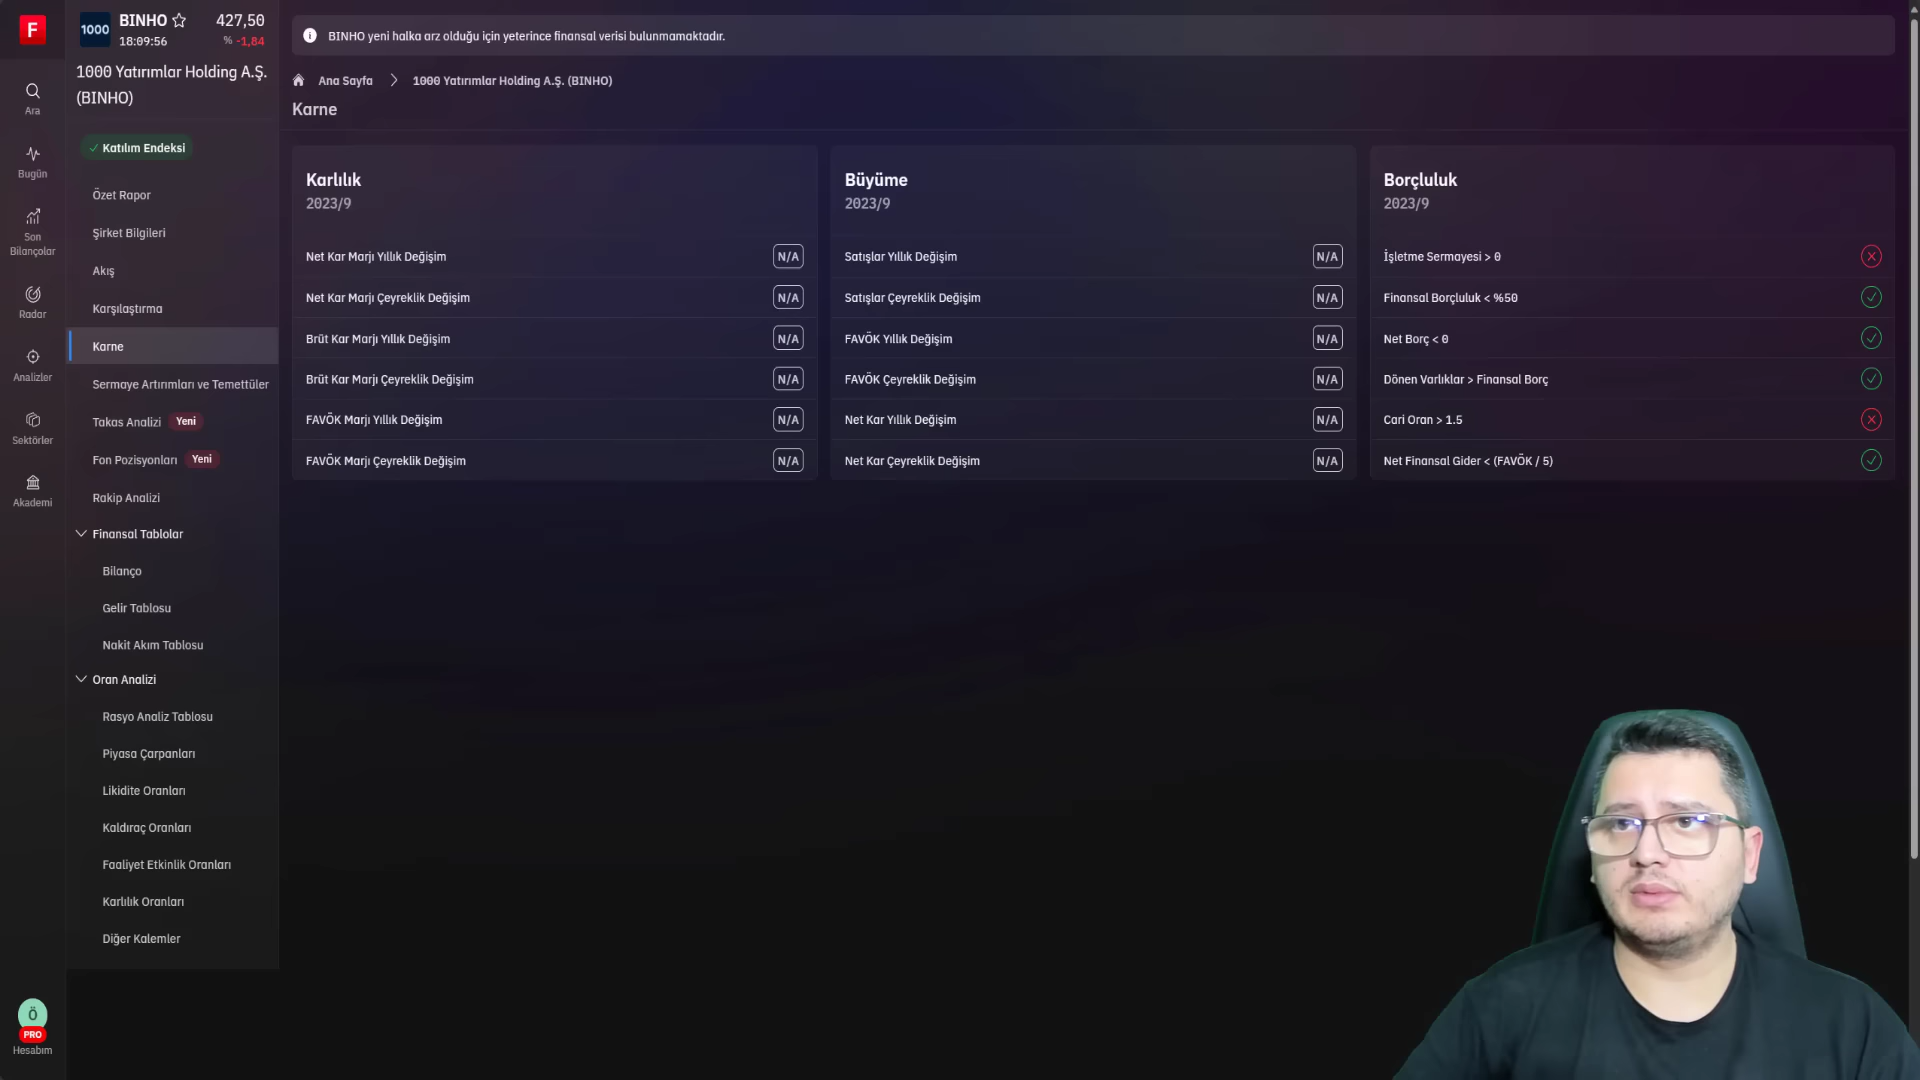 F
Ara
Bugün
Son
Bilançolar
Radar
Analizler
Sektörler
Akademi
Ö
PRO
Hesabım
1000
BINHO
427,50
18:09:56
% -1,84
1000 Yatırımlar Holding A.Ş.
(BINHO)
Katılım Endeksi
Özet Rapor
Şirket Bilgileri
Akış
Karşılaştırma
Karne
Sermaye Artırımları ve Temettüler
Takas Analizi Yeni
Fon Pozisyonları Yeni
Rakip Analizi
Finansal Tablolar
Bilanço
Gelir Tablosu
Nakit Akım Tablosu
Oran Analizi
Rasyo Analiz Tablosu
Piyasa Çarpanları
Likidite Oranları
Kaldıraç Oranları
Faaliyet Etkinlik Oranları
Karlılık Oranları
Diğer Kalemler
BINHO yeni halka arz olduğu için yeterince finansal verisi bulunmamaktadır.
Ana Sayfa > 1000 Yatırımlar Holding A.Ş. (BINHO)
Karne
Karlılık
2023/9
Net Kar Marjı Yıllık Değişim N/A
Net Kar Marjı Çeyreklik Değişim N/A
Brüt Kar Marjı Yıllık Değişim N/A
Brüt Kar Marjı Çeyreklik Değişim N/A
FAVÖK Marjı Yıllık Değişim N/A
FAVÖK Marjı Çeyreklik Değişim N/A
Büyüme
2023/9
Satışlar Yıllık Değişim N/A
Satışlar Çeyreklik Değişim N/A
FAVÖK Yıllık Değişim N/A
FAVÖK Çeyreklik Değişim N/A
Net Kar Yıllık Değişim N/A
Net Kar Çeyreklik Değişim N/A
Borçluluk
2023/9
İşletme Sermayesi > 0
Finansal Borçluluk < %50
Net Borç < 0
Dönen Varlıklar > Finansal Borç
Cari Oran > 1.5
Net Finansal Gider < (FAVÖK / 5)